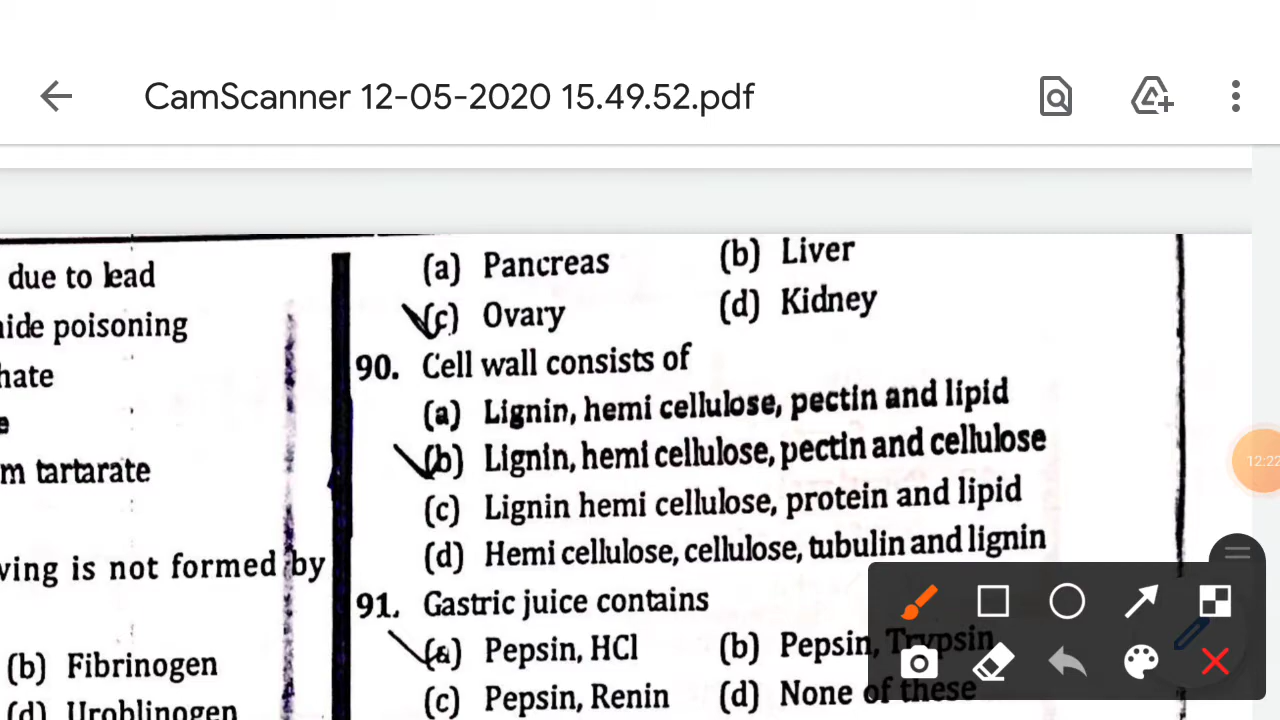 CamScanner 12-05-2020 15.49.52.pdf
due to lead
ide poisoning
hate
e
m tartarate
ving is not formed by
(b) Fibrinogen
(d) Uroblinogen
(a) Pancreas (b) Liver
(c) Ovary (d) Kidney
90. Cell wall consists of
(a) Lignin, hemi cellulose, pectin and lipid
(b) Lignin, hemi cellulose, pectin and cellulose
(c) Lignin hemi cellulose, protein and lipid
(d) Hemi cellulose, cellulose, tubulin and lignin
91. Gastric juice contains
(a) Pepsin, HCl (b) Pepsin, Trypsin
(c) Pepsin, Renin (d) None of these
12:22